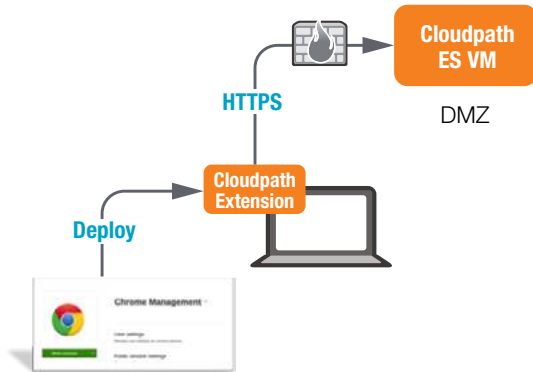 Cloudpath
ES VM
DMZ
HTTPS
Cloudpath
Extension
Deploy
Chrome Management
User settings
Public session settings